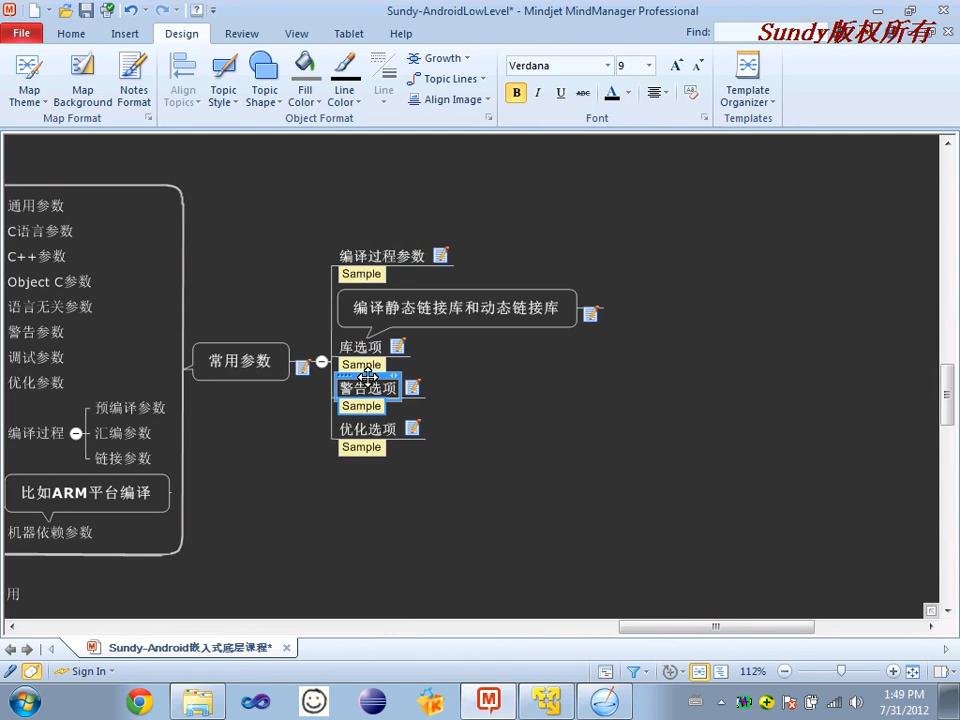 Sundy-AndroidLowLevel* - Mindjet MindManager Professional
File Home Insert Design Review View Tablet Help Find:
Sundy版权所有
Map Theme
Map Background
Notes Format
Map Format
Align Topics
Topic Style
Topic Shape
Fill Color
Line Color
Line
Growth
Topic Lines
Align Image
Object Format
Verdana 9
B I U abc A
Font
Template Organizer
Templates
通用参数
C语言参数
C++参数
Object C参数
语言无关参数
警告参数
调试参数
优化参数
编译过程
预编译参数
汇编参数
链接参数
比如ARM平台编译
机器依赖参数
用
常用参数
编译过程参数
Sample
编译静态链接库和动态链接库
库选项
Sample
警告选项
Sample
优化选项
Sample
Sundy-Android嵌入式底层课程*
Sign In
112%
1:49 PM
7/31/2012